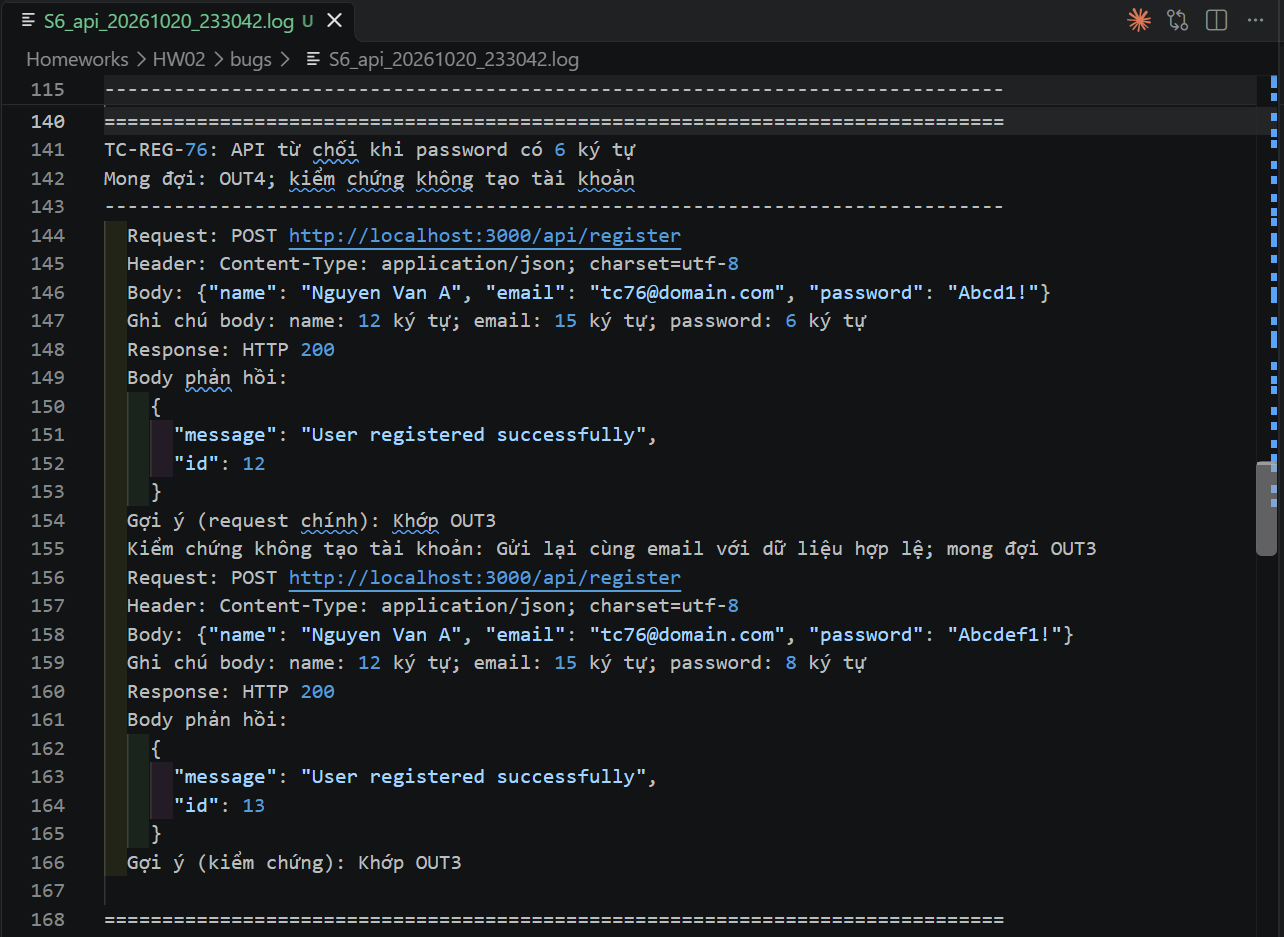 S6_api_20261020_233042.log U
Homeworks > HW02 > bugs > S6_api_20261020_233042.log
115 ------------------------------------------------------------------------------
140 ==============================================================================
141 TC-REG-76: API từ chối khi password có 6 ký tự
142 Mong đợi: OUT4; kiểm chứng không tạo tài khoản
143 ------------------------------------------------------------------------------
144 Request: POST http://localhost:3000/api/register
145 Header: Content-Type: application/json; charset=utf-8
146 Body: {"name": "Nguyen Van A", "email": "tc76@domain.com", "password": "Abcd1!"}
147 Ghi chú body: name: 12 ký tự; email: 15 ký tự; password: 6 ký tự
148 Response: HTTP 200
149 Body phản hồi:
150 {
151 "message": "User registered successfully",
152 "id": 12
153 }
154 Gợi ý (request chính): Khớp OUT3
155 Kiểm chứng không tạo tài khoản: Gửi lại cùng email với dữ liệu hợp lệ; mong đợi OUT3
156 Request: POST http://localhost:3000/api/register
157 Header: Content-Type: application/json; charset=utf-8
158 Body: {"name": "Nguyen Van A", "email": "tc76@domain.com", "password": "Abcdef1!"}
159 Ghi chú body: name: 12 ký tự; email: 15 ký tự; password: 8 ký tự
160 Response: HTTP 200
161 Body phản hồi:
162 {
163 "message": "User registered successfully",
164 "id": 13
165 }
166 Gợi ý (kiểm chứng): Khớp OUT3
167
168 ==============================================================================